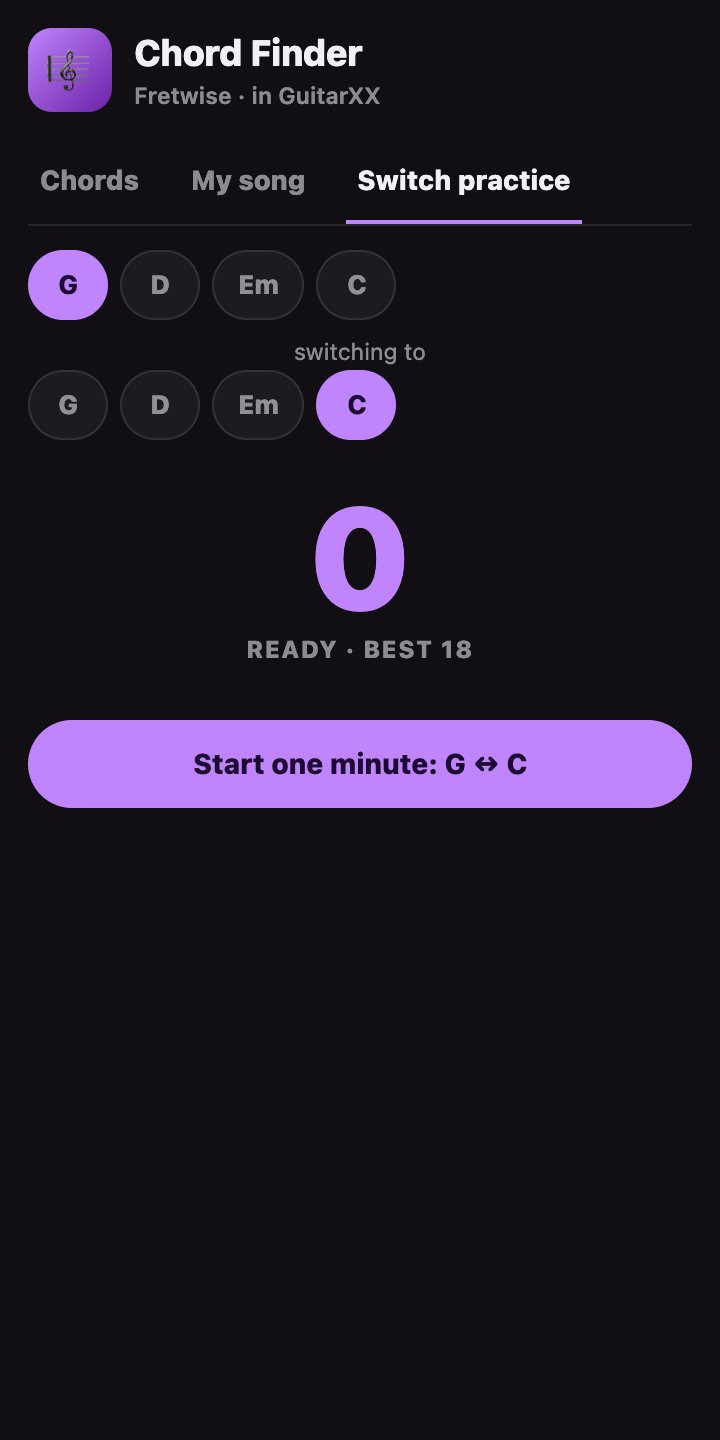 Chord Finder
Fretwise · in GuitarXX
Chords My song Switch practice
G D Em C
switching to
G D Em C
0
READY · BEST 18
Start one minute: G ↔ C